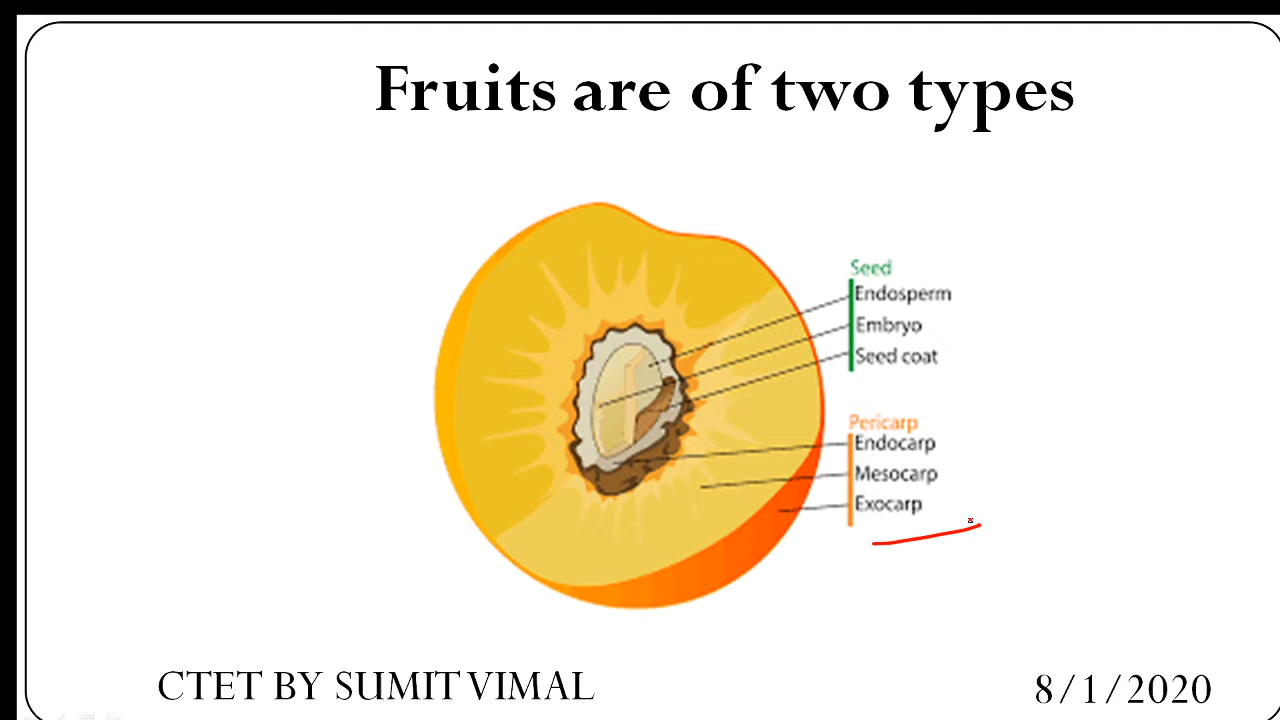 Fruits are of two types
Seed
Endosperm
Embryo
Seed coat
Pericarp
Endocarp
Mesocarp
Exocarp
CTET BY SUMIT VIMAL
8/1/2020